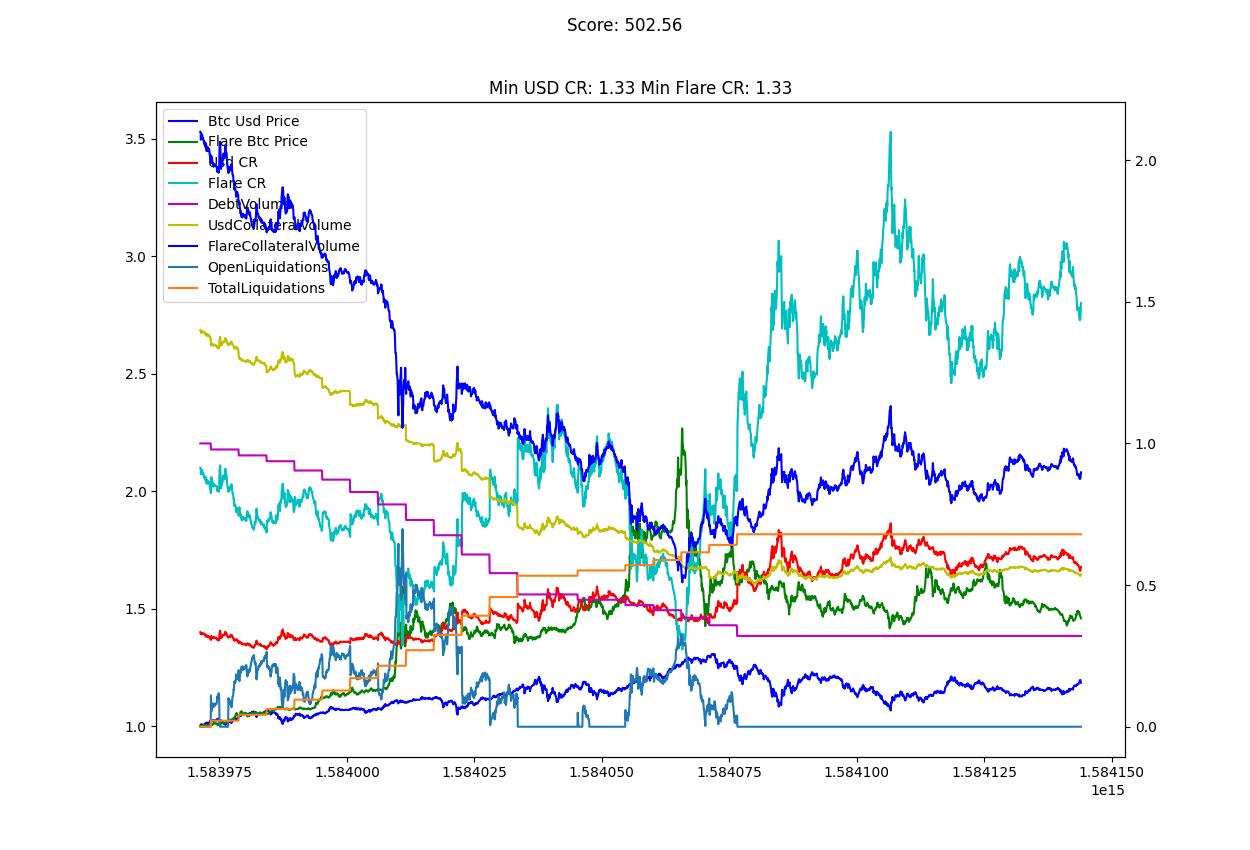 Score: 502.56
Min USD CR: 1.33 Min Flare CR: 1.33
Btc Usd Price
Flare Btc Price
Usd CR
Flare CR
DebtVolume
UsdCollateralVolume
FlareCollateralVolume
OpenLiquidations
TotalLiquidations
3.5
3.0
2.5
2.0
1.5
1.0
2.0
1.5
1.0
0.5
0.0
1.583975 1.584000 1.584025 1.584050 1.584075 1.584100 1.584125 1.584150
1e15